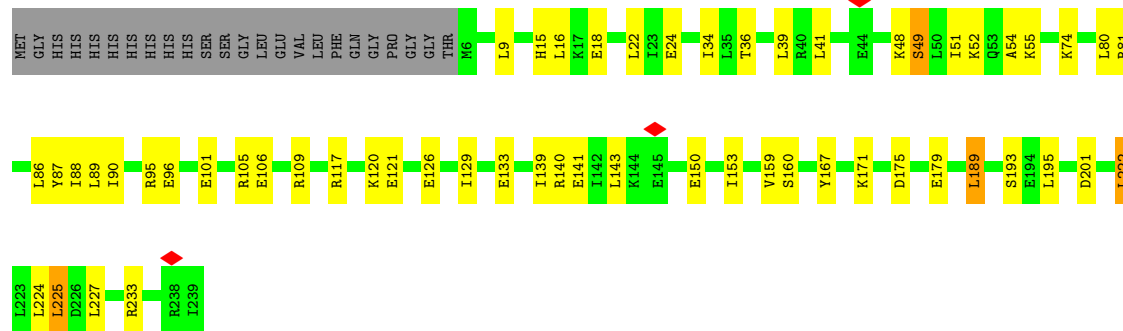 MET GLY HIS HIS HIS HIS HIS HIS HIS HIS HIS HIS SER SER GLY LEU GLU VAL LEU PHE GLN GLY PRO GLY GLY THR M6 L9 H15 L16 K17 E18 L22 I23 E24 I34 L35 T36 L39 R40 L41 E44 K48 S49 L50 I51 K52 Q53 A54 K55 K74 L80
L86 Y87 I88 L89 I90 R95 E96 E101 R105 E106 R109 R117 K120 E121 E126 I129 E133 I139 R140 E141 I142 L143 K144 E145 E150 I153 V159 S160 Y167 K171 D175 E179 L189 S193 E194 L195 D201
L223 L224 L225 D226 L227 R233 R238 I239